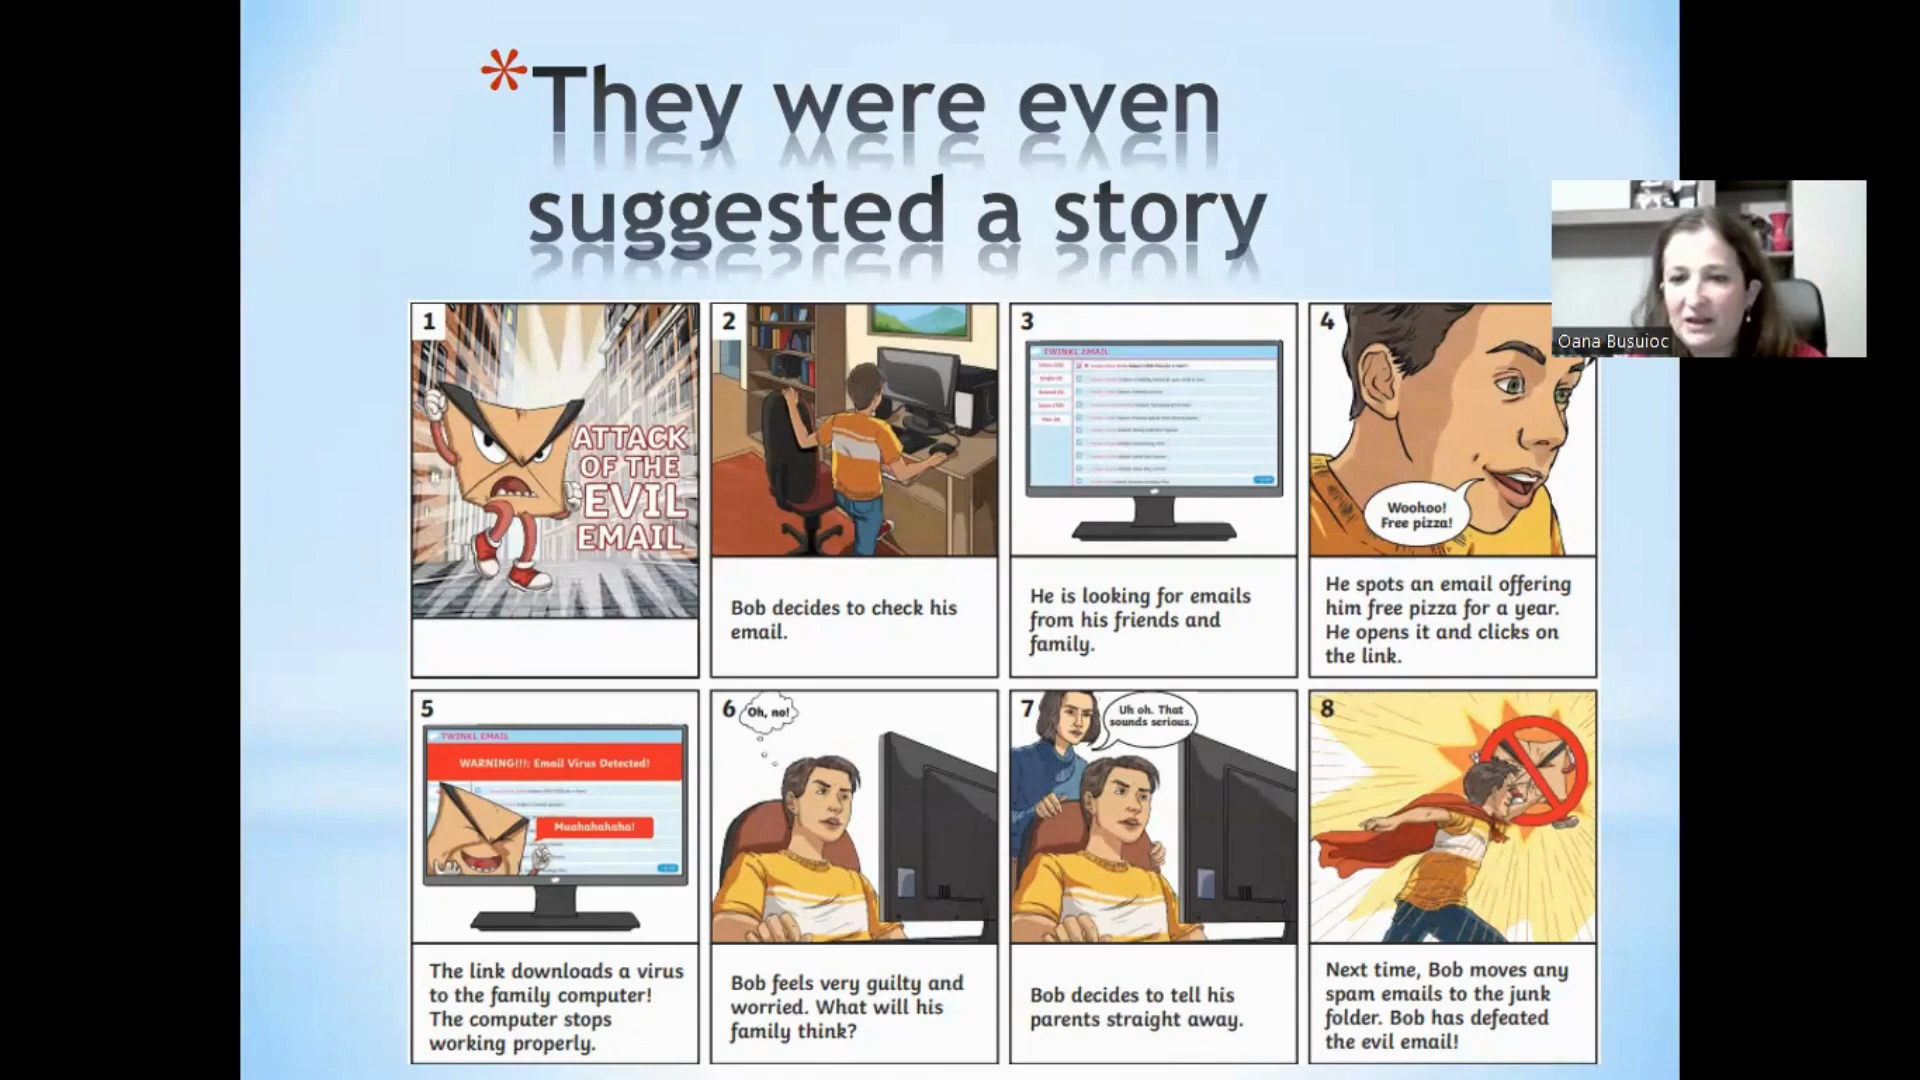 *They were even
suggested a story
Oana Busuioc
1
ATTACK
OF THE
EVIL
EMAIL
2
Bob decides to check his
email.
3
TWINKL EMAIL
He is looking for emails
from his friends and
family.
4
Woohoo!
Free pizza!
He spots an email offering
him free pizza for a year.
He opens it and clicks on
the link.
5
TWINKL EMAIL
WARNING!!!: Email Virus Detected!
Muahahahaha!
The link downloads a virus
to the family computer!
The computer stops
working properly.
6
Oh, no!
Bob feels very guilty and
worried. What will his
family think?
7
Uh oh. That
sounds serious.
Bob decides to tell his
parents straight away.
8
Next time, Bob moves any
spam emails to the junk
folder. Bob has defeated
the evil email!